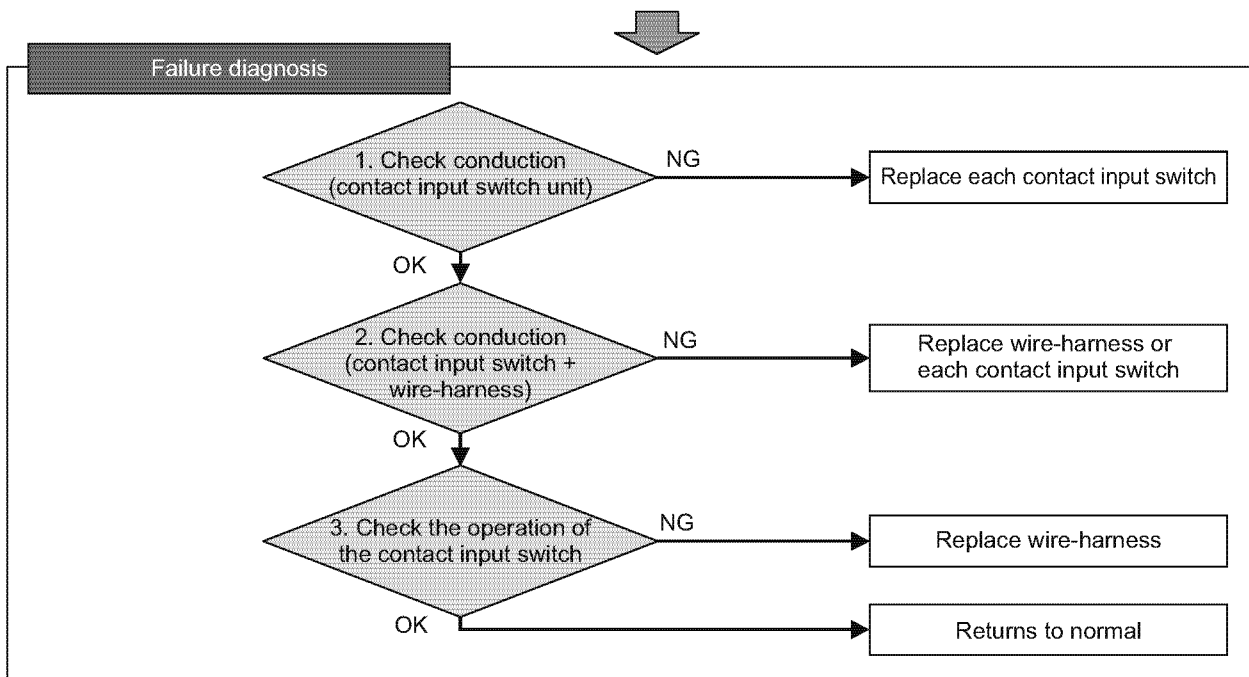 Failure diagnosis
1. Check conduction
(contact input switch unit)
NG
Replace each contact input switch
OK
2. Check conduction
(contact input switch +
wire-harness)
NG
Replace wire-harness or
each contact input switch
OK
3. Check the operation of
the contact input switch
NG
Replace wire-harness
OK
Returns to normal